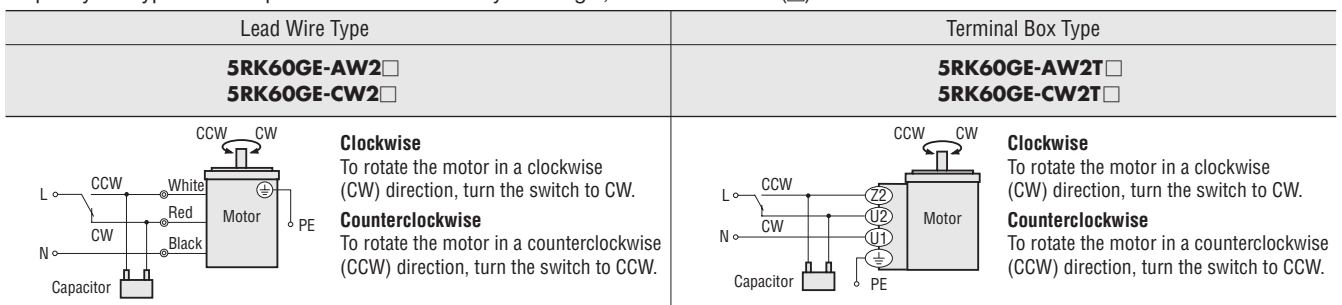 Lead Wire Type
Terminal Box Type
5RK60GE-AW2□
5RK60GE-CW2□
5RK60GE-AW2T□
5RK60GE-CW2T□
CCW CW
L
CCW
White
Red
CW
Black
N
Motor
PE
Capacitor
Clockwise
To rotate the motor in a clockwise
(CW) direction, turn the switch to CW.
Counterclockwise
To rotate the motor in a counterclockwise
(CCW) direction, turn the switch to CCW.
CCW CW
L
CCW
Z2
U2
CW
U1
N
Motor
Capacitor
PE
Clockwise
To rotate the motor in a clockwise
(CW) direction, turn the switch to CW.
Counterclockwise
To rotate the motor in a counterclockwise
(CCW) direction, turn the switch to CCW.